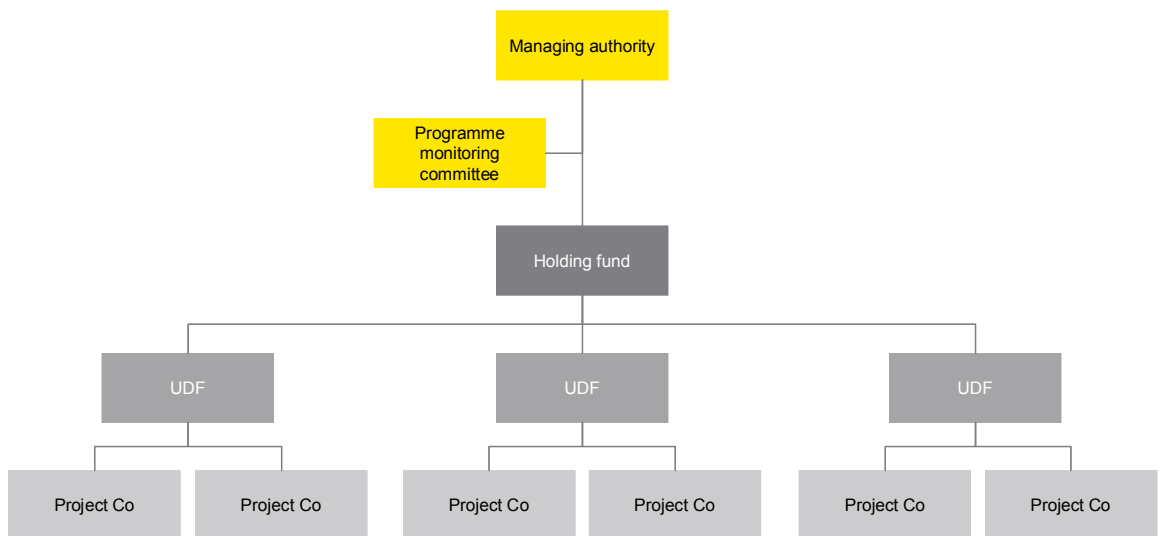 Managing authority
Programme
monitoring
committee
Holding fund
UDF
UDF
UDF
Project Co
Project Co
Project Co
Project Co
Project Co
Project Co